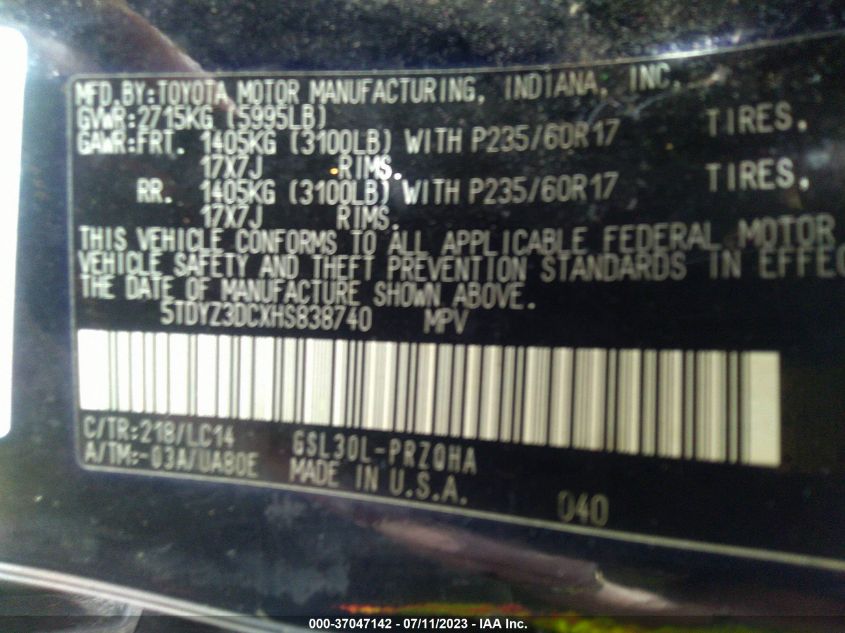 MFD.BY:TOYOTA MOTOR MANUFACTURING, INDIANA, INC.
GVWR:2715KG (5995LB)
GAWR:FRT. 1405KG (3100LB) WITH P235/60R17 TIRES.
17X7J RIMS.
RR. 1405KG (3100LB) WITH P235/60R17 TIRES.
17X7J RIMS.
THIS VEHICLE CONFORMS TO ALL APPLICABLE FEDERAL MOTOR
VEHICLE SAFETY AND THEFT PREVENTION STANDARDS IN EFFEC
THE DATE OF MANUFACTURE SHOWN ABOVE.
5TDYZ3DCXHS838740 MPV
C/TR:218/LC14 GSL30L-PRZQHA
A/TM:-03A/UA80E MADE IN U.S.A.
040
000-37047142 - 07/11/2023 - IAA Inc.